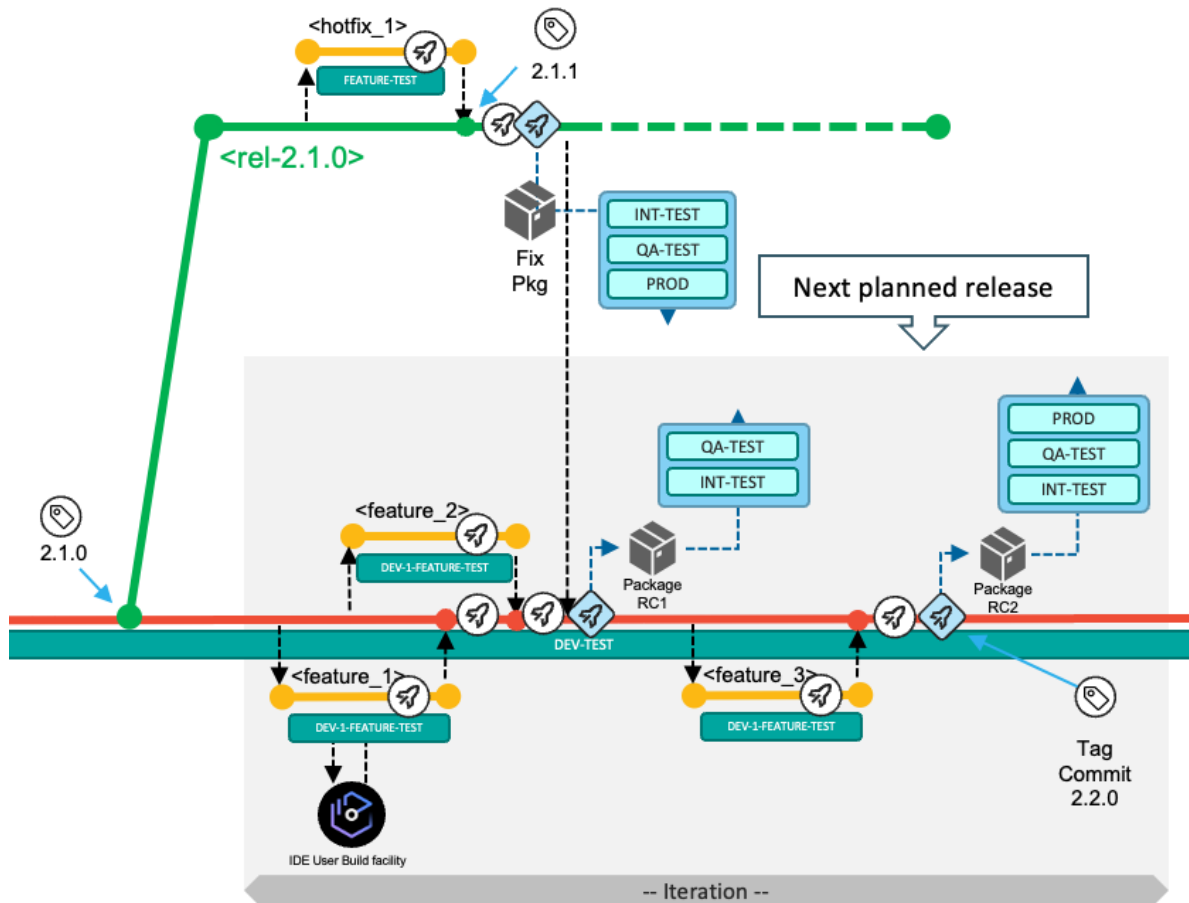 <hotfix_1>
FEATURE-TEST
2.1.1
<rel-2.1.0>
Fix
Pkg
INT-TEST
QA-TEST
PROD
Next planned release
PROD
QA-TEST
INT-TEST
QA-TEST
INT-TEST
2.1.0
<feature_2>
DEV-1-FEATURE-TEST
Package
RC1
Package
RC2
DEV-TEST
<feature_1>
DEV-1-FEATURE-TEST
<feature_3>
DEV-1-FEATURE-TEST
Tag
Commit
2.2.0
IDE User Build facility
-- Iteration --